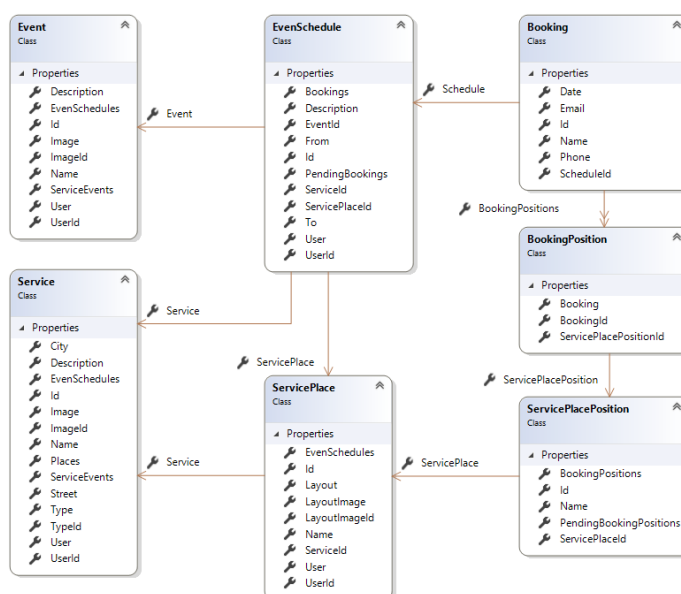 Event
Class
Properties
Description
EvenSchedules
Id
Image
ImageId
Name
ServiceEvents
User
UserId
Event
EvenSchedule
Class
Properties
Bookings
Description
EventId
From
Id
PendingBookings
ServiceId
ServicePlaceId
To
User
UserId
Schedule
Booking
Class
Properties
Date
Email
Id
Name
Phone
ScheduleId
BookingPositions
BookingPosition
Class
Properties
Booking
BookingId
ServicePlacePositionId
Service
Class
Properties
City
Description
EvenSchedules
Id
Image
ImageId
Name
Places
ServiceEvents
Street
Type
TypeId
User
UserId
Service
ServicePlace
Service
ServicePlace
Class
Properties
EvenSchedules
Id
Layout
LayoutImage
LayoutImageId
Name
ServiceId
User
UserId
ServicePlace
ServicePlacePosition
ServicePlacePosition
Class
Properties
BookingPositions
Id
Name
PendingBookingPositions
ServicePlaceId